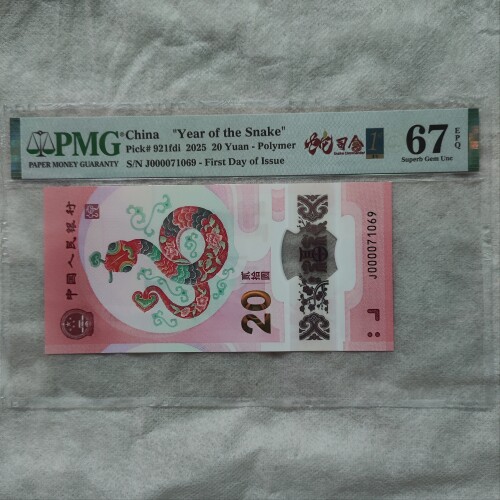 PMG
PAPER MONEY GUARANTY
China "Year of the Snake"
Pick# 921fdi 2025 20 Yuan - Polymer
S/N J000071069 - First Day of Issue
67 EPQ
Superb Gem Unc
中国人民银行
贰拾圆
20
J000071069